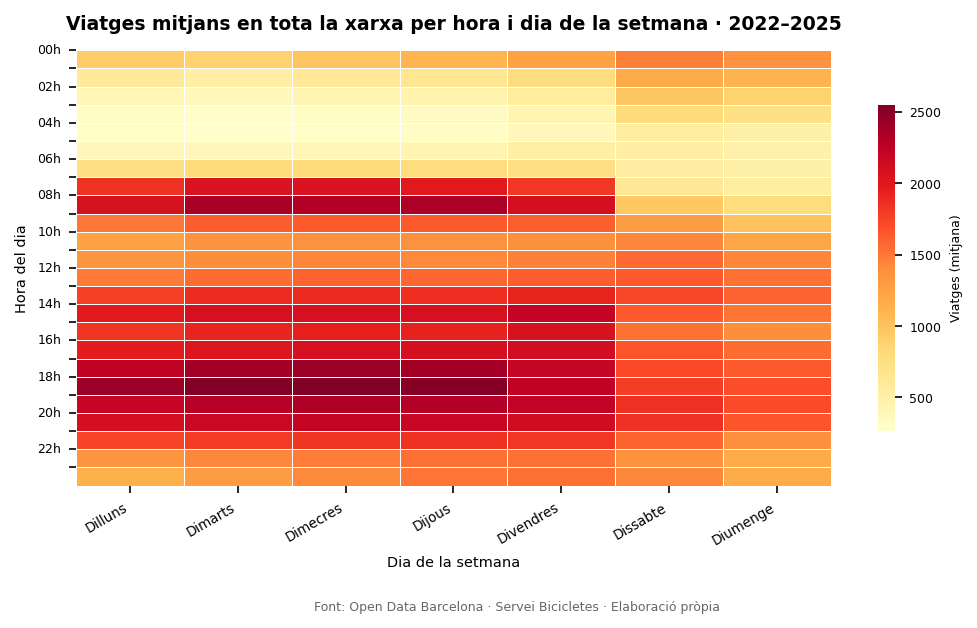 Viatges mitjans en tota la xarxa per hora i dia de la setmana · 2022–2025
00h
02h
04h
06h
08h
10h
12h
14h
16h
18h
20h
22h
Hora del dia
Dilluns
Dimarts
Dimecres
Dijous
Divendres
Dissabte
Diumenge
Dia de la setmana
2500
2000
1500
1000
500
Viatges (mitjana)
Font: Open Data Barcelona · Servei Bicicletes · Elaboració pròpia